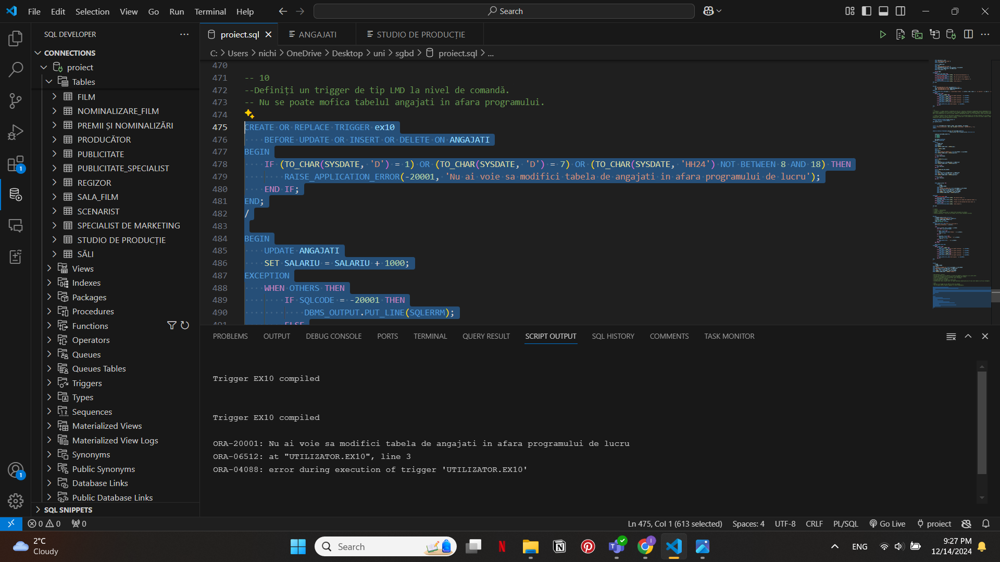 File Edit Selection View Go Run Terminal Help
Search
SQL DEVELOPER
CONNECTIONS
proiect
Tables
FILM
NOMINALIZARE_FILM
PREMII ȘI NOMINALIZĂRI
PRODUCĂTOR
PUBLICITATE
PUBLICITATE_SPECIALIST
REGIZOR
SALA_FILM
SCENARIST
SPECIALIST DE MARKETING
STUDIO DE PRODUCȚIE
SĂLI
Views
Indexes
Packages
Procedures
Functions
Operators
Queues
Queues Tables
Triggers
Types
Sequences
Materialized Views
Materialized View Logs
Synonyms
Public Synonyms
Database Links
Public Database Links
SQL SNIPPETS
1
1
proiect.sql ANGAJATI STUDIO DE PRODUCȚIE
C: > Users > nichi > OneDrive > Desktop > uni > sgbd > proiect.sql > ...
470
471 -- 10
472 --Definiți un trigger de tip LMD la nivel de comandă.
473 -- Nu se poate mofica tabelul angajati in afara programului.
474
475 CREATE OR REPLACE TRIGGER ex10
476 BEFORE UPDATE OR INSERT OR DELETE ON ANGAJATI
477 BEGIN
478 IF (TO_CHAR(SYSDATE, 'D') = 1) OR (TO_CHAR(SYSDATE, 'D') = 7) OR (TO_CHAR(SYSDATE, 'HH24') NOT BETWEEN 8 AND 18) THEN
479 RAISE_APPLICATION_ERROR(-20001, 'Nu ai voie sa modifici tabela de angajati in afara programului de lucru');
480 END IF;
481 END;
482 /
483
484 BEGIN
485 UPDATE ANGAJATI
486 SET SALARIU = SALARIU + 1000;
487 EXCEPTION
488 WHEN OTHERS THEN
489 IF SQLCODE = -20001 THEN
490 DBMS_OUTPUT.PUT_LINE(SQLERRM);
491 ELSE
PROBLEMS OUTPUT DEBUG CONSOLE PORTS TERMINAL QUERY RESULT SCRIPT OUTPUT SQL HISTORY COMMENTS TASK MONITOR
Trigger EX10 compiled
Trigger EX10 compiled
ORA-20001: Nu ai voie sa modifici tabela de angajati in afara programului de lucru
ORA-06512: at "UTILIZATOR.EX10", line 3
ORA-04088: error during execution of trigger 'UTILIZATOR.EX10'
0 0 0
Ln 475, Col 1 (613 selected) Spaces: 4 UTF-8 CRLF PL/SQL Go Live proiect
2°C
Cloudy
Search
ENG
9:27 PM
12/14/2024